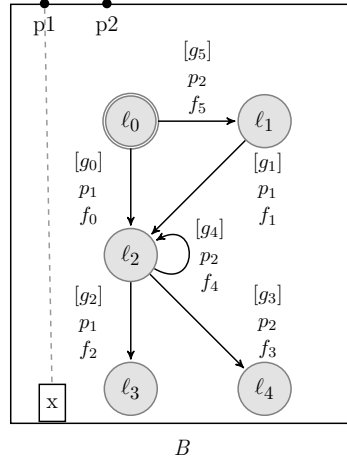 p1 p2
[g₅]
p₂
f₅
ℓ₀ ℓ₁
[g₀]
p₁
f₀
[g₁]
p₁
f₁
[g₄]
p₂
f₄
ℓ₂
[g₂]
p₁
f₂
[g₃]
p₂
f₃
x ℓ₃ ℓ₄
B